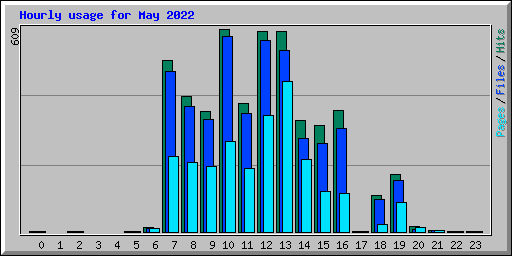 Hourly usage for May 2022
609
Pages/Files/Hits
0 1 2 3 4 5 6 7 8 9 10 11 12 13 14 15 16 17 18 19 20 21 22 23